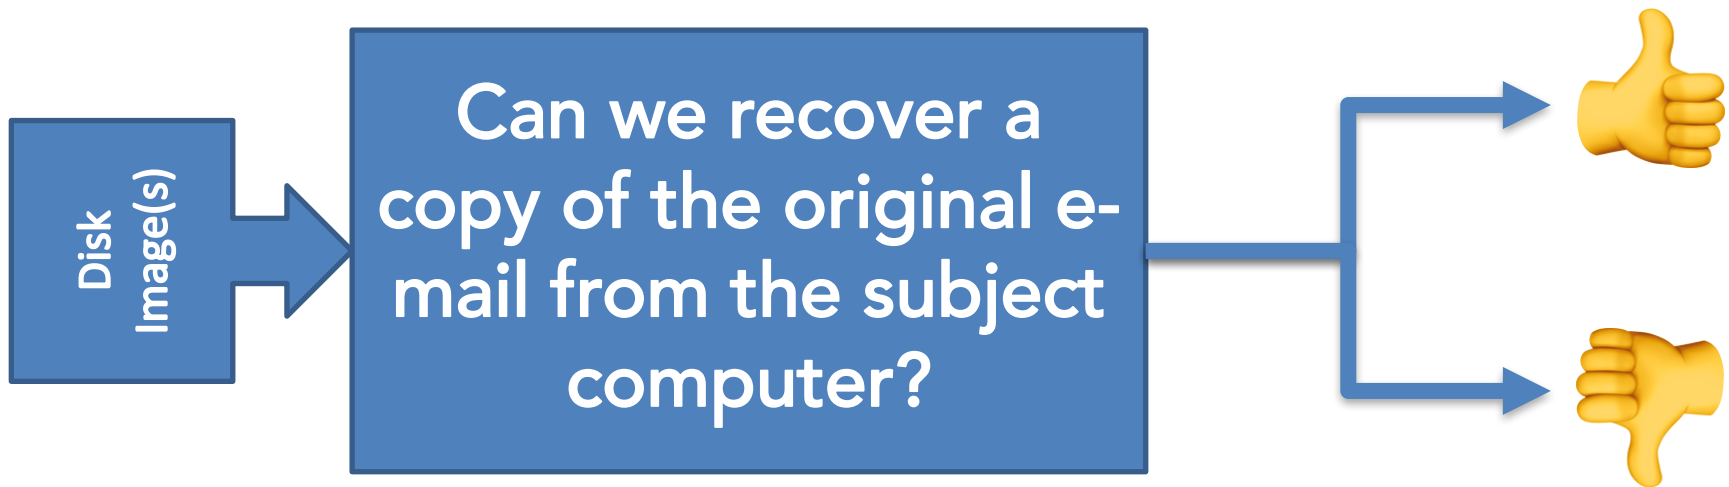 Disk
Image(s)
Can we recover a
copy of the original e-
mail from the subject
computer?